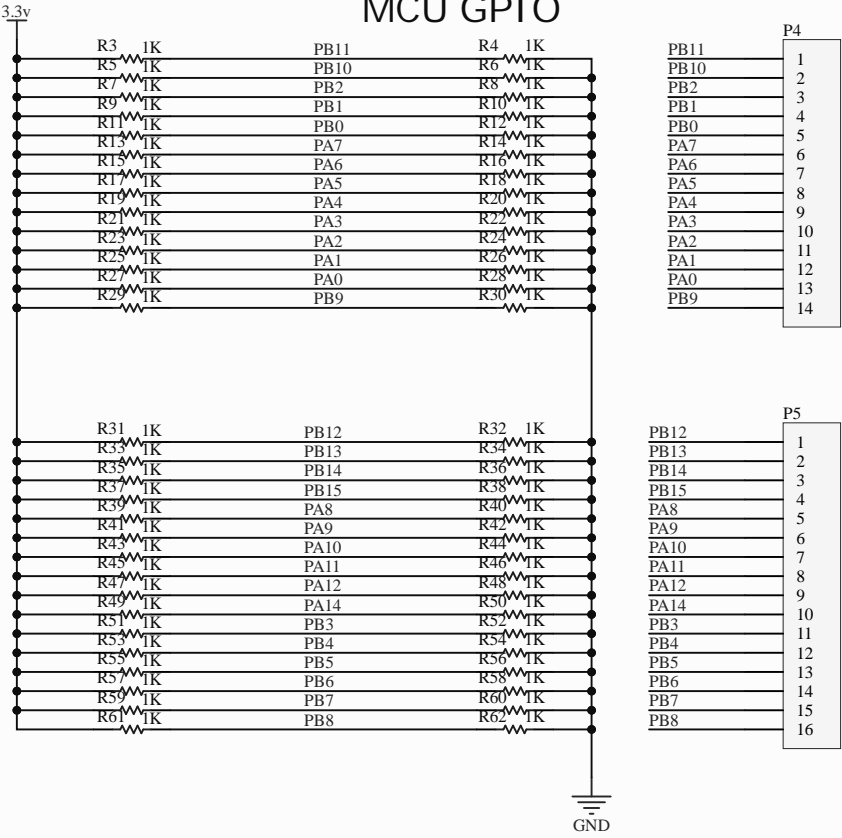 MCU GPIO
3.3v
P4
R3 1K PB11 R4 1K PB11 1
R5 1K PB10 R6 1K PB10 2
R7 1K PB2 R8 1K PB2 3
R9 1K PB1 R10 1K PB1 4
R11 1K PB0 R12 1K PB0 5
R13 1K PA7 R14 1K PA7 6
R15 1K PA6 R16 1K PA6 7
R17 1K PA5 R18 1K PA5 8
R19 1K PA4 R20 1K PA4 9
R21 1K PA3 R22 1K PA3 10
R23 1K PA2 R24 1K PA2 11
R25 1K PA1 R26 1K PA1 12
R27 1K PA0 R28 1K PA0 13
R29 1K PB9 R30 1K PB9 14
P5
R31 1K PB12 R32 1K PB12 1
R33 1K PB13 R34 1K PB13 2
R35 1K PB14 R36 1K PB14 3
R37 1K PB15 R38 1K PB15 4
R39 1K PA8 R40 1K PA8 5
R41 1K PA9 R42 1K PA9 6
R43 1K PA10 R44 1K PA10 7
R45 1K PA11 R46 1K PA11 8
R47 1K PA12 R48 1K PA12 9
R49 1K PA14 R50 1K PA14 10
R51 1K PB3 R52 1K PB3 11
R53 1K PB4 R54 1K PB4 12
R55 1K PB5 R56 1K PB5 13
R57 1K PB6 R58 1K PB6 14
R59 1K PB7 R60 1K PB7 15
R61 1K PB8 R62 1K PB8 16
GND